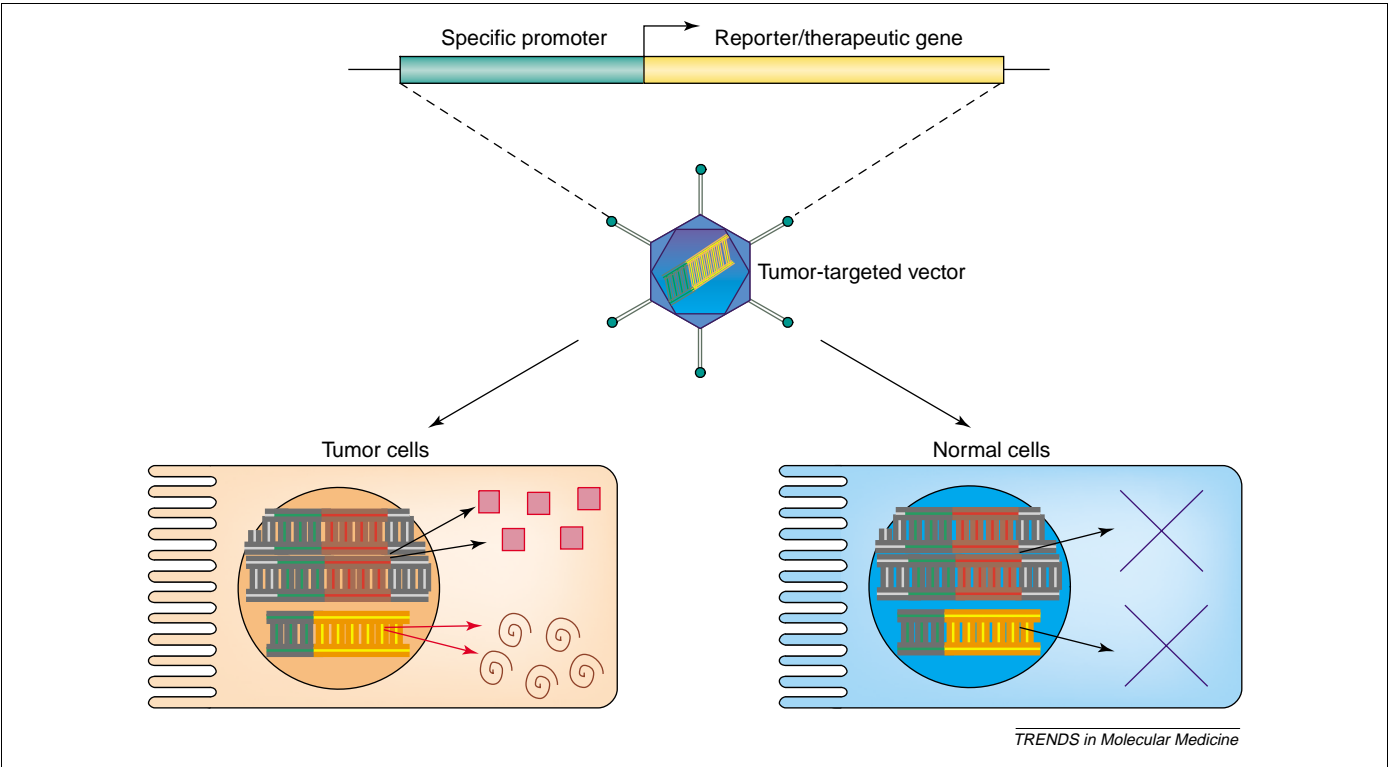 Specific promoter
Reporter/therapeutic gene
Tumor-targeted vector
Tumor cells
Normal cells
TRENDS in Molecular Medicine